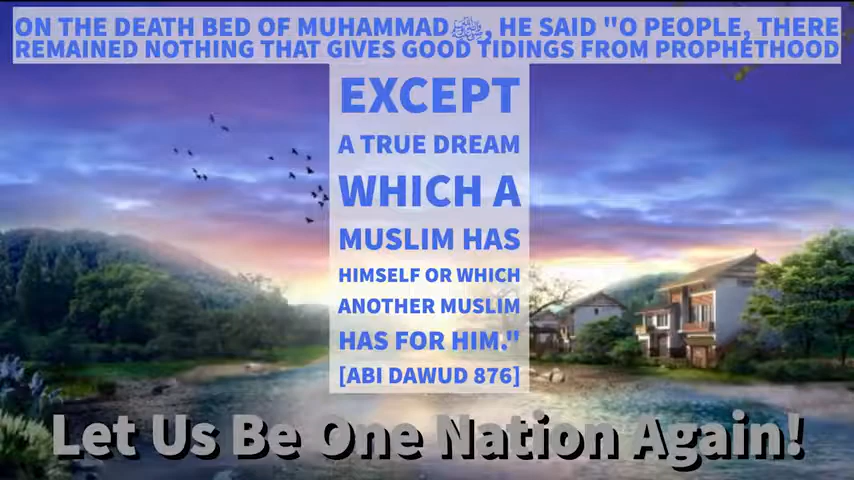 ON THE DEATH BED OF MUHAMMADﷺ, HE SAID "O PEOPLE, THERE
REMAINED NOTHING THAT GIVES GOOD TIDINGS FROM PROPHETHOOD
EXCEPT
A TRUE DREAM
WHICH A
MUSLIM HAS
HIMSELF OR WHICH
ANOTHER MUSLIM
HAS FOR HIM."
[ABI DAWUD 876]
Let Us Be One Nation Again!